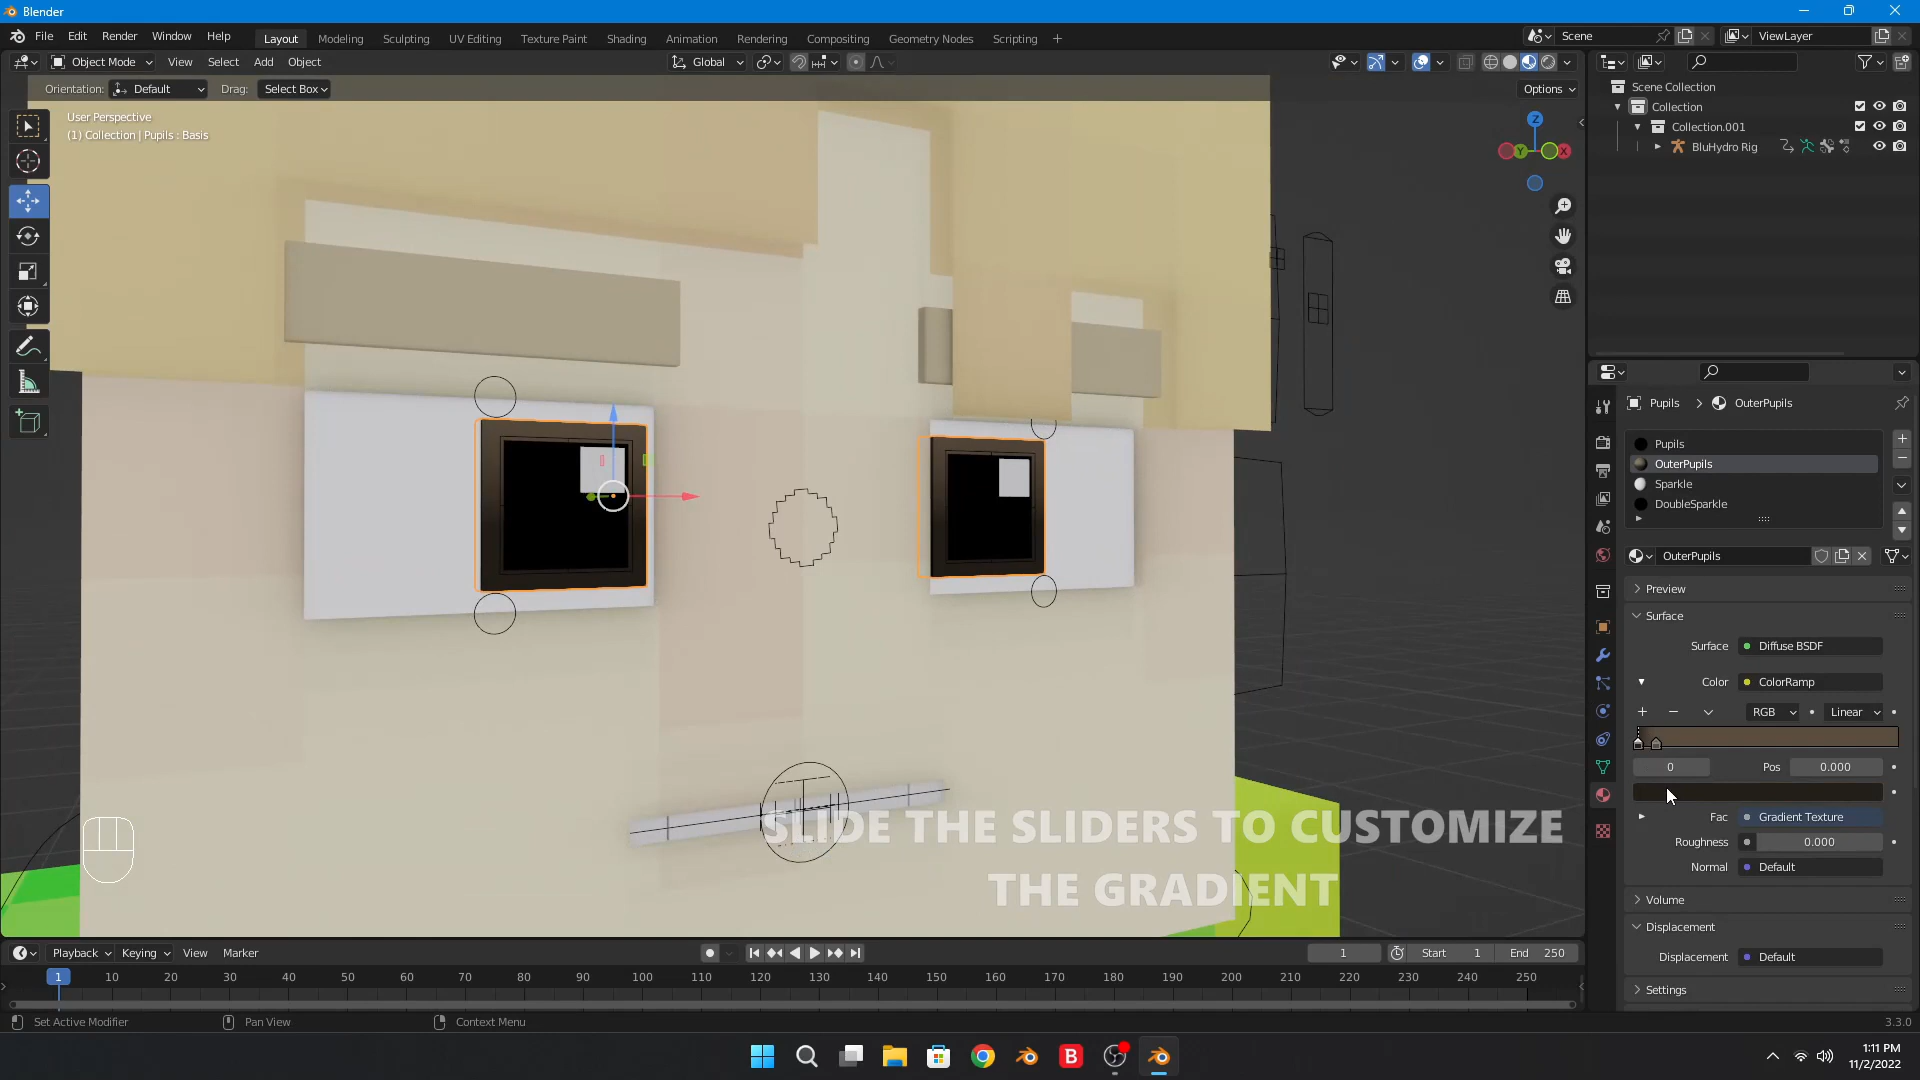 Blender
File Edit Render Window Help
Layout Modeling Sculpting UV Editing Texture Paint Shading Animation Rendering Compositing Geometry Nodes Scripting +
Scene ViewLayer
Object Mode View Select Add Object
Global
Orientation: Default Drag: Select Box
Options
User Perspective
(1) Collection | Pupils : Basis
Z
Y
X
Scene Collection
Collection
Collection.001
BluHydro Rig
Pupils > OuterPupils
Pupils
OuterPupils
Sparkle
DoubleSparkle
OuterPupils
Preview
Surface
Surface Diffuse BSDF
Color ColorRamp
RGB Linear
0 Pos 0.000
Fac Gradient Texture
Roughness 0.000
Normal Default
Volume
Displacement
Displacement Default
Settings
SLIDE THE SLIDERS TO CUSTOMIZE
THE GRADIENT
Playback Keying View Marker
1 Start 1 End 250
1 10 20 30 40 50 60 70 80 90 100 110 120 130 140 150 160 170 180 190 200 210 220 230 240 250
Set Active Modifier Pan View Context Menu
3.3.0
B
1:11 PM
11/2/2022